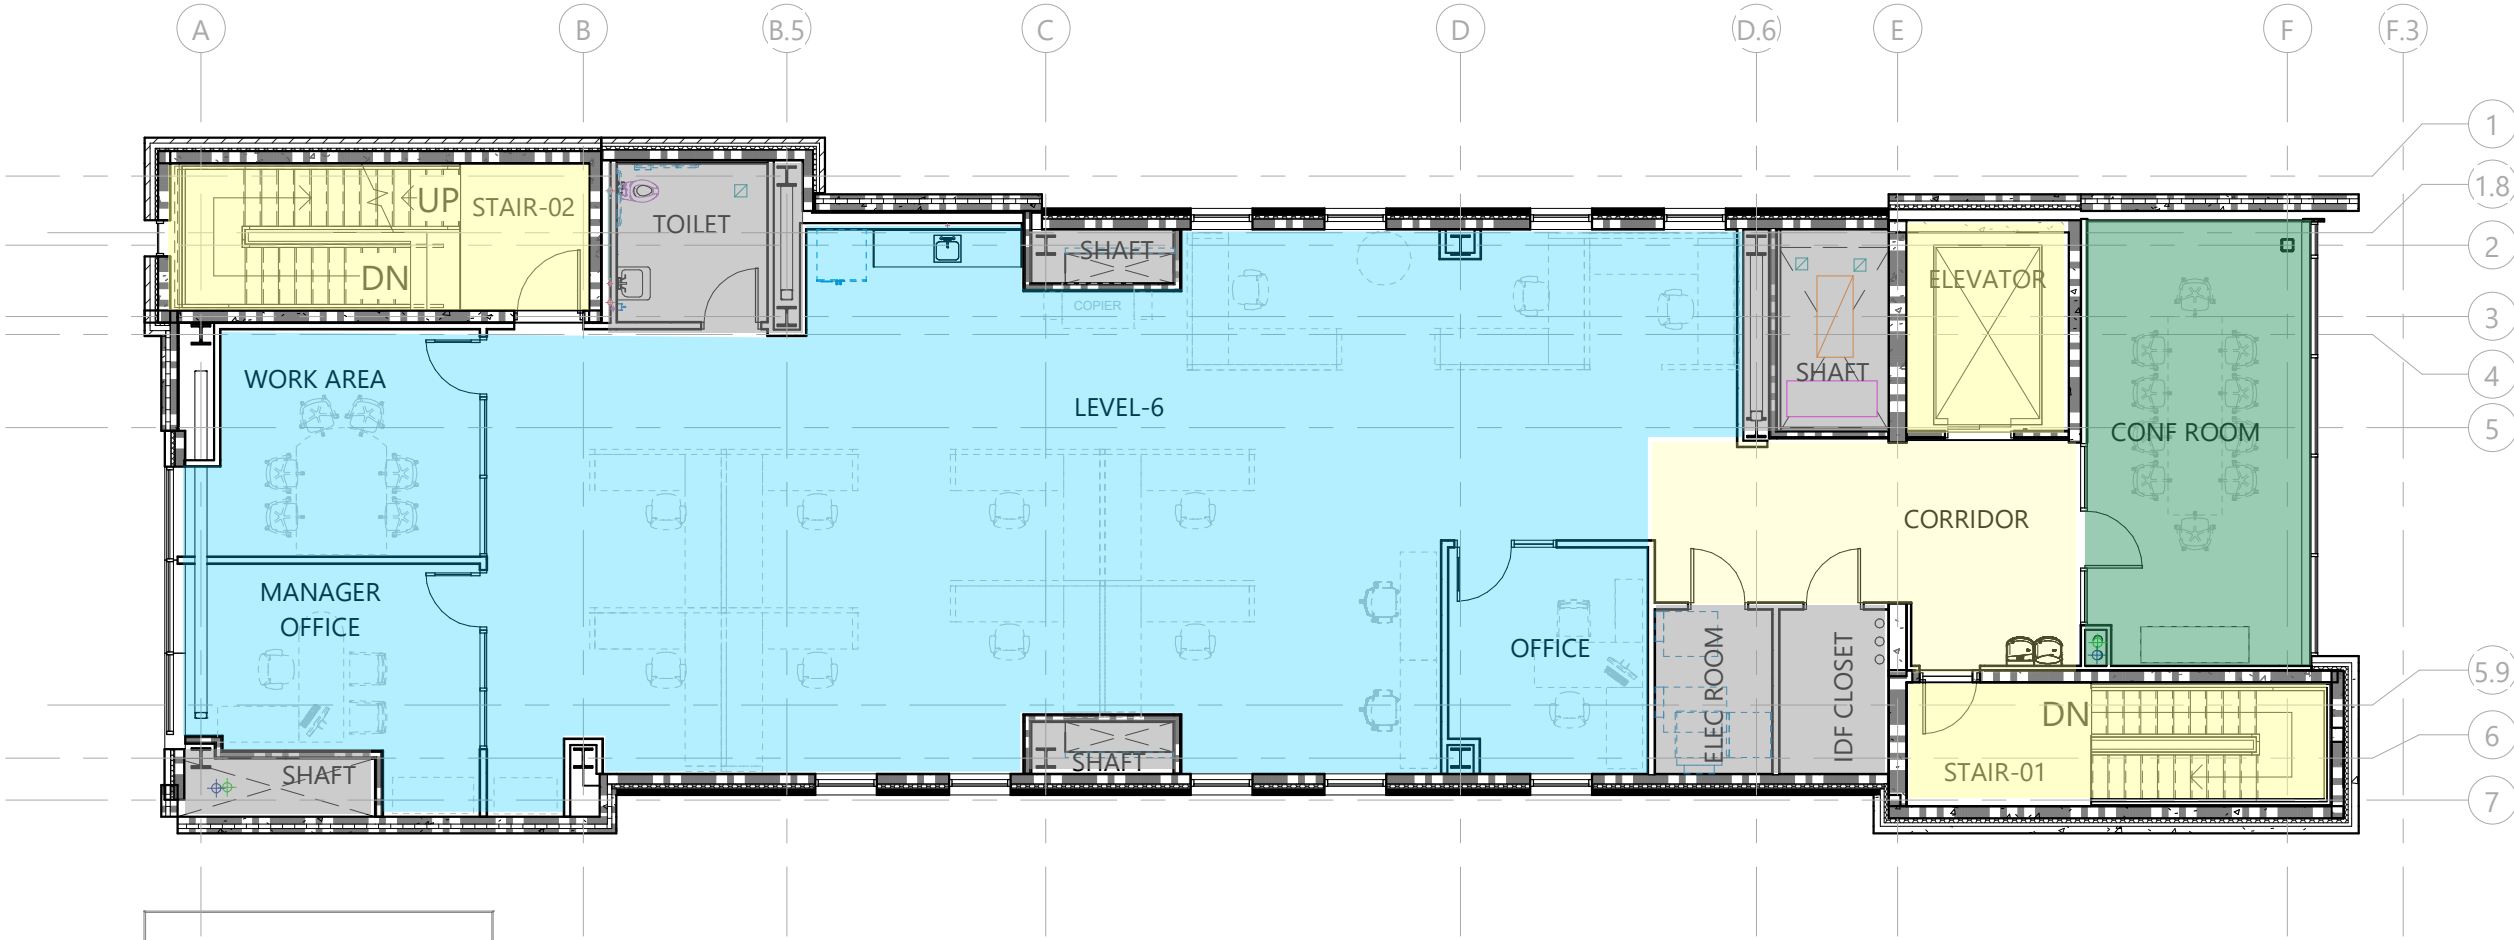 A
B
B.5
C
D
D.6
E
F
F.3
1
1.8
2
3
4
5
5.9
6
7
UP
STAIR-02
DN
TOILET
SHAFT
COPIER
ELEVATOR
SHAFT
WORK AREA
LEVEL-6
CONF ROOM
CORRIDOR
MANAGER
OFFICE
OFFICE
ELEC ROOM
IDF CLOSET
SHAFT
SHAFT
DN
STAIR-01